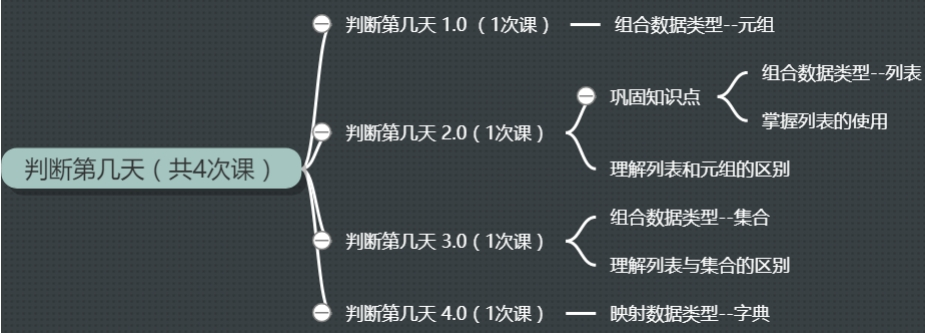 判断第几天（共4次课）
判断第几天 1.0（1次课）
组合数据类型--元组
判断第几天 2.0（1次课）
巩固知识点
组合数据类型--列表
掌握列表的使用
理解列表和元组的区别
判断第几天 3.0（1次课）
组合数据类型--集合
理解列表与集合的区别
判断第几天 4.0（1次课）
映射数据类型--字典